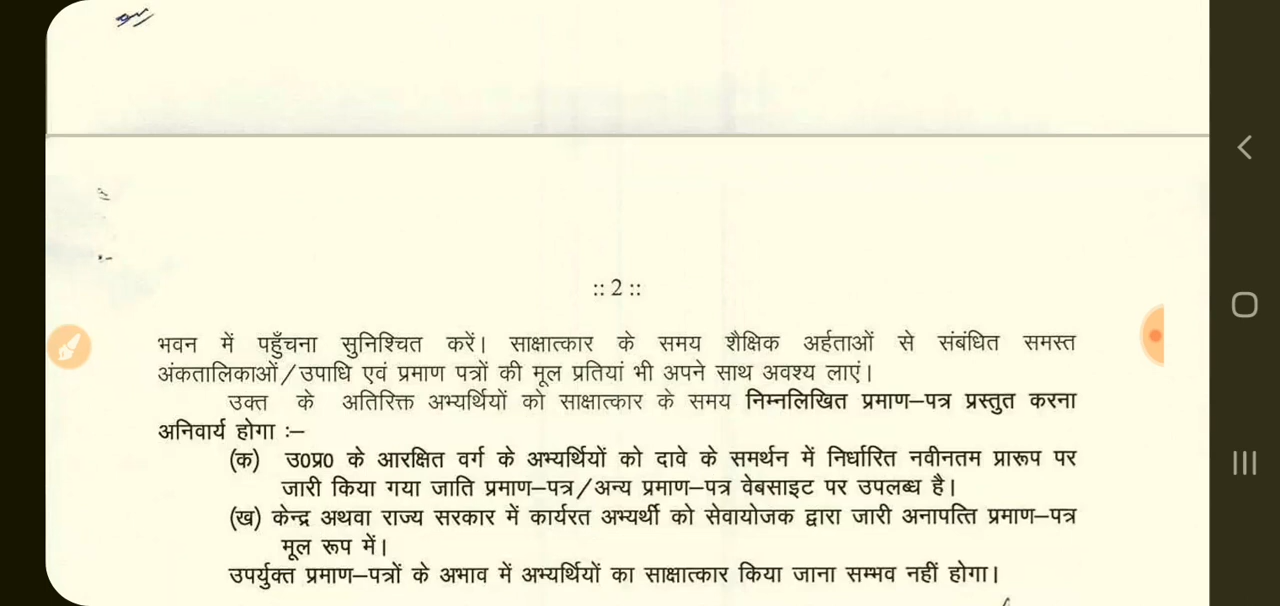 :: 2 ::
भवन में पहुँचना सुनिश्चित करें। साक्षात्कार के समय शैक्षिक अर्हताओं से संबंधित समस्त
अंकतालिकाओं/उपाधि एवं प्रमाण पत्रों की मूल प्रतियां भी अपने साथ अवश्य लाएं।
उक्त के अतिरिक्त अभ्यर्थियों को साक्षात्कार के समय निम्नलिखित प्रमाण–पत्र प्रस्तुत करना
अनिवार्य होगा :–
(क) उ0प्र0 के आरक्षित वर्ग के अभ्यर्थियों को दावे के समर्थन में निर्धारित नवीनतम प्रारूप पर
जारी किया गया जाति प्रमाण–पत्र/अन्य प्रमाण–पत्र वेबसाइट पर उपलब्ध है।
(ख) केन्द्र अथवा राज्य सरकार में कार्यरत अभ्यर्थी को सेवायोजक द्वारा जारी अनापत्ति प्रमाण–पत्र
मूल रूप में।
उपर्युक्त प्रमाण–पत्रों के अभाव में अभ्यर्थियों का साक्षात्कार किया जाना सम्भव नहीं होगा।